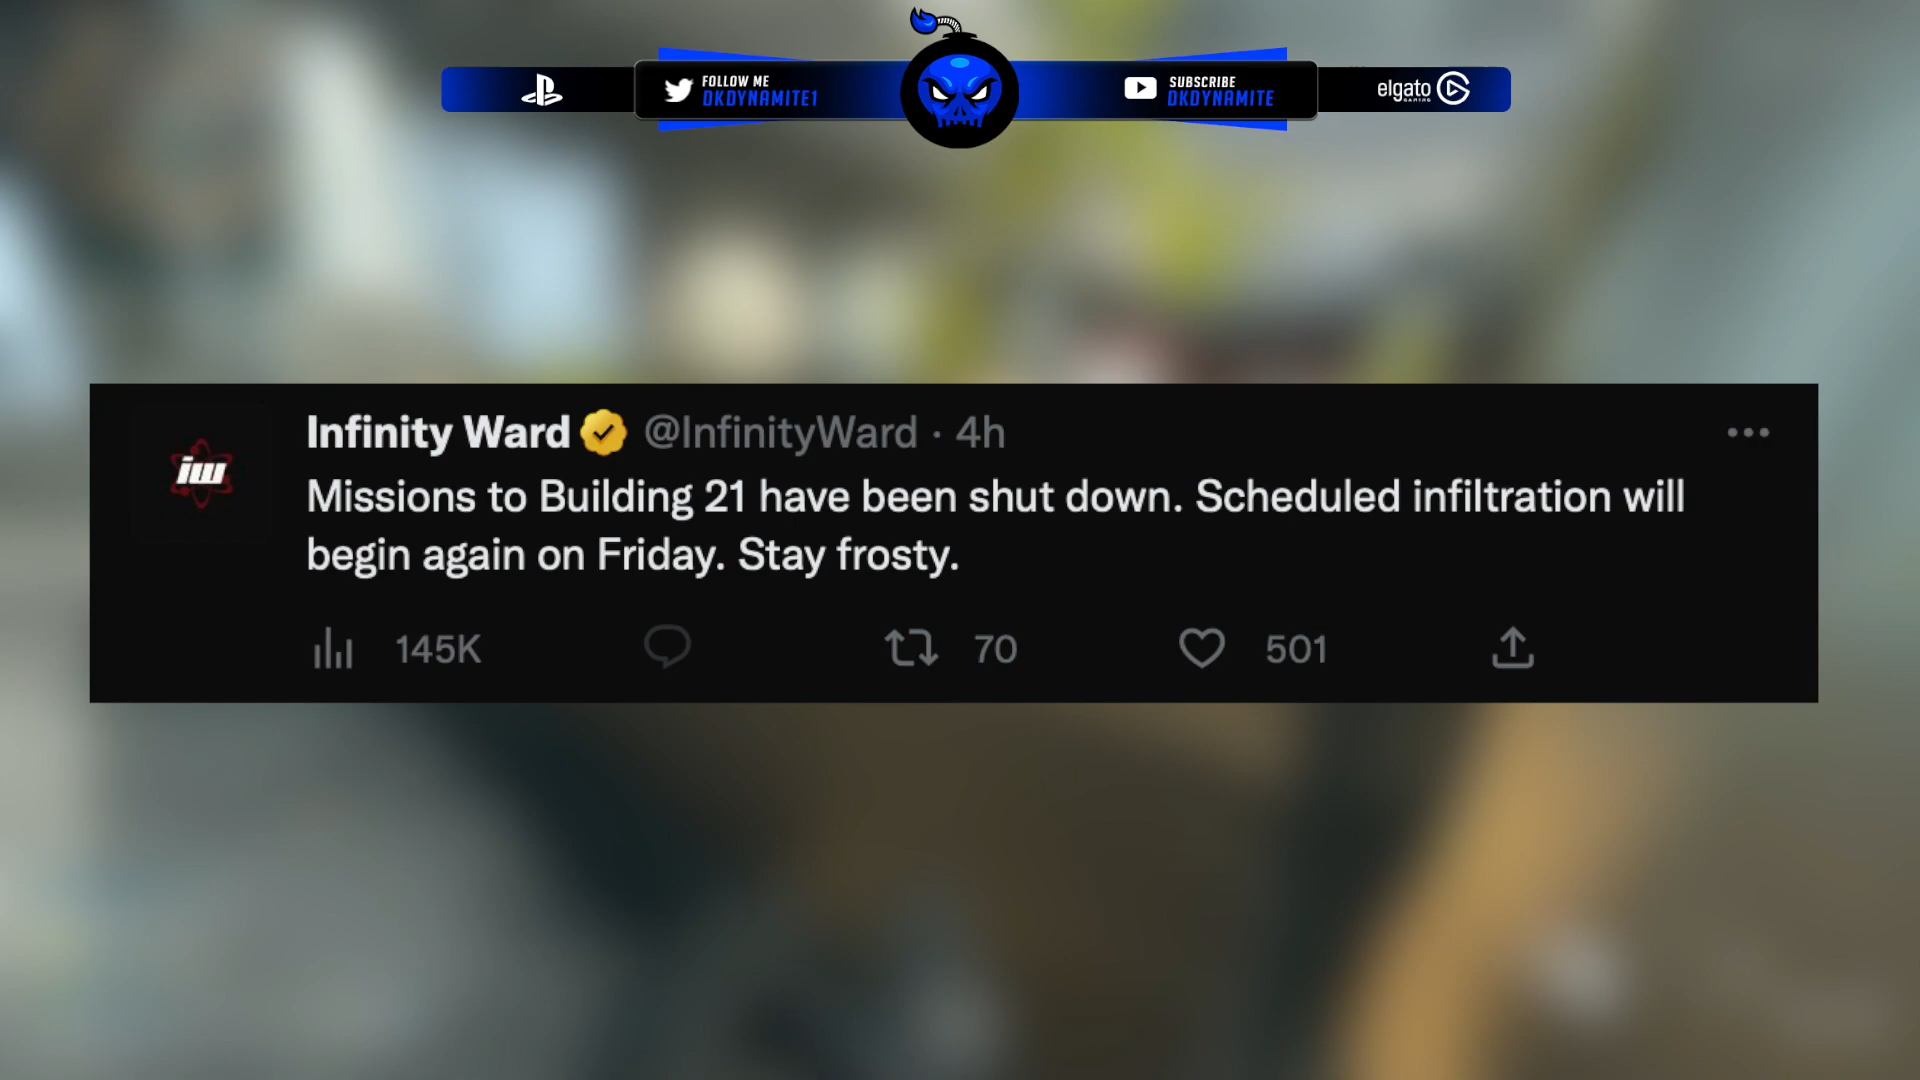 FOLLOW ME
DKDYNAMITE1
SUBSCRIBE
DKDYNAMITE
elgato
GAMING
iw
Infinity Ward @InfinityWard · 4h
Missions to Building 21 have been shut down. Scheduled infiltration will
begin again on Friday. Stay frosty.
145K 70 501